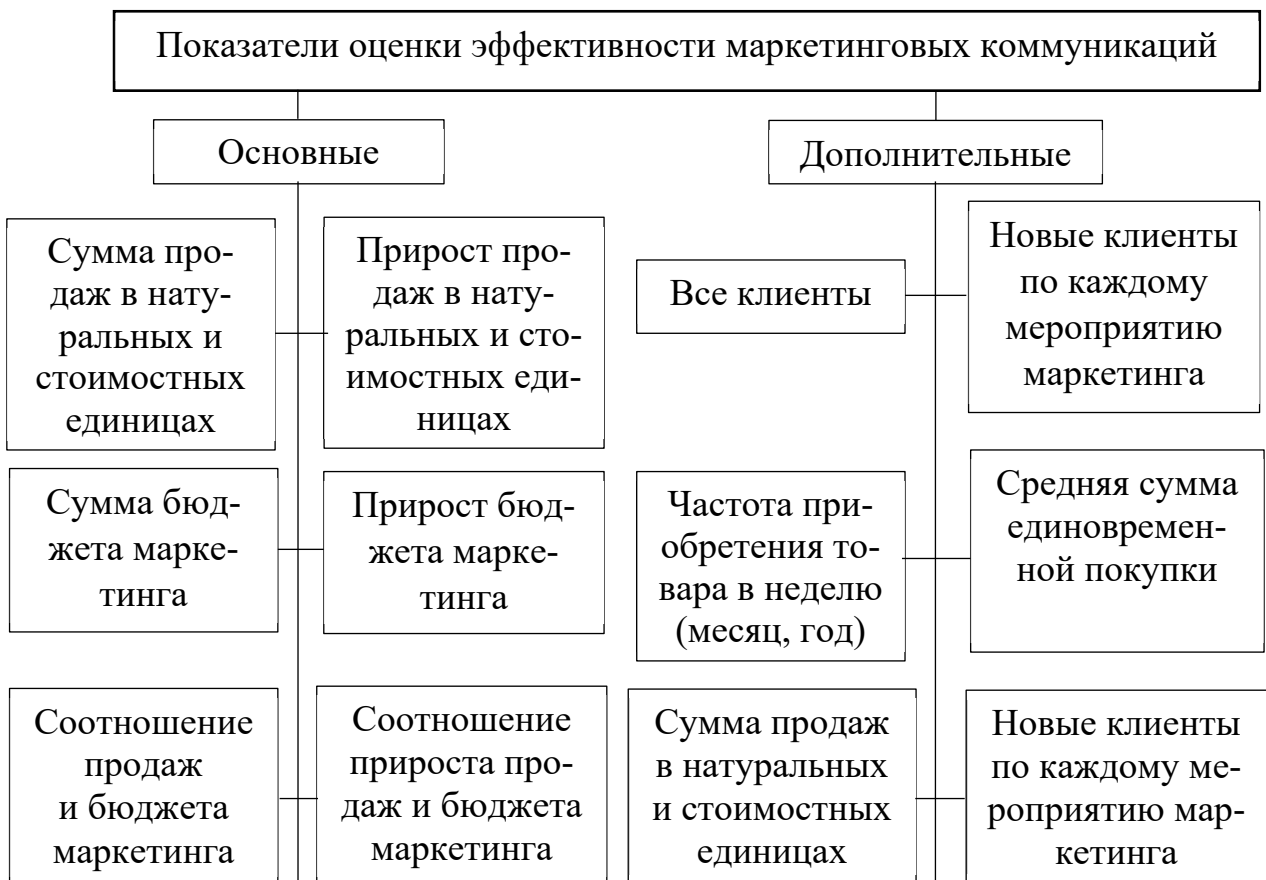 Показатели оценки эффективности маркетинговых коммуникаций
Основные
Дополнительные
Сумма про-
даж в нату-
ральных и
стоимостных
единицах
Прирост про-
даж в нату-
ральных и сто-
имостных еди-
ницах
Все клиенты
Новые клиенты
по каждому
мероприятию
маркетинга
Сумма бюд-
жета марке-
тинга
Прирост бюд-
жета марке-
тинга
Частота при-
обретения то-
вара в неделю
(месяц, год)
Средняя сумма
единовремен-
ной покупки
Соотношение
продаж
и бюджета
маркетинга
Соотношение
прироста про-
даж и бюджета
маркетинга
Сумма продаж
в натуральных
и стоимостных
единицах
Новые клиенты
по каждому ме-
роприятию мар-
кетинга